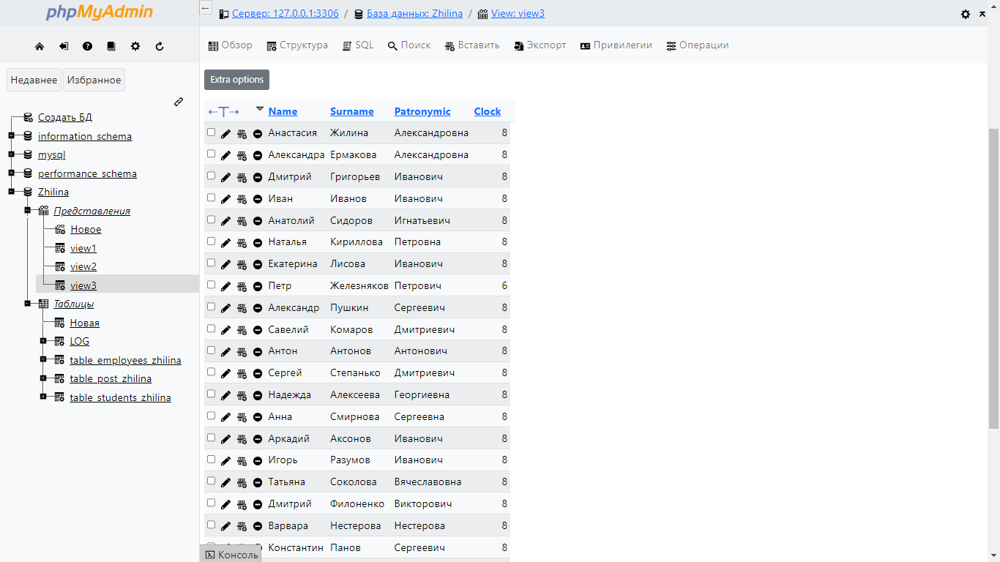 phpMyAdmin
Недавнее Избранное
Создать БД
information_schema
mysql
performance_schema
Zhilina
Представления
Новое
view1
view2
view3
Таблицы
Новая
LOG
table_employees_zhilina
table_post_zhilina
table_students_zhilina
← Сервер: 127.0.0.1:3306 / База данных: Zhilina / View: view3
Обзор Структура SQL Поиск Вставить Экспорт Привилегии Операции
Extra options
←T→ Name Surname Patronymic Clock
Анастасия Жилина Александровна 8
Александра Ермакова Александровна 8
Дмитрий Григорьев Иванович 8
Иван Иванов Иванович 8
Анатолий Сидоров Игнатьевич 8
Наталья Кириллова Петровна 8
Екатерина Лисова Иванович 8
Петр Железняков Петрович 6
Александр Пушкин Сергеевич 8
Савелий Комаров Дмитриевич 8
Антон Антонов Антонович 8
Сергей Степанько Дмитриевич 8
Надежда Алексеева Георгиевна 8
Анна Смирнова Сергеевна 8
Аркадий Аксонов Иванович 8
Игорь Разумов Иванович 8
Татьяна Соколова Вячеславовна 8
Дмитрий Филоненко Викторович 8
Варвара Нестерова Нестерова 8
Константин Панов Сергеевич 8
Консоль